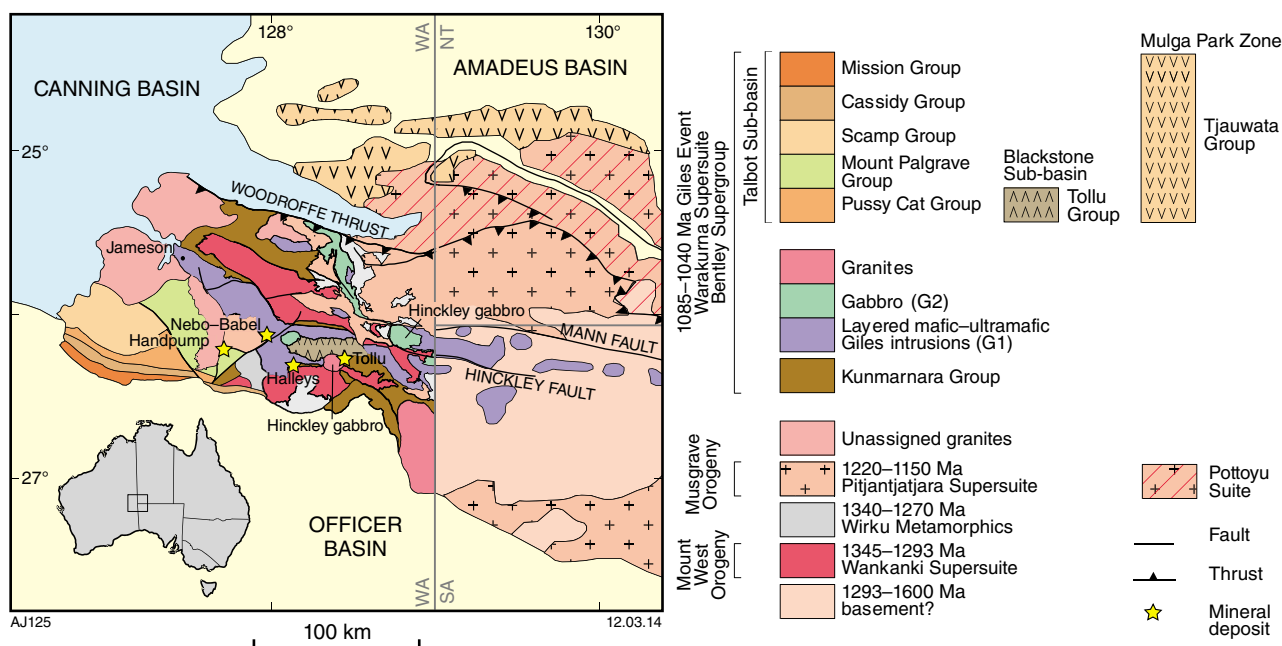 128°
130°
WA
NT
CANNING BASIN
AMADEUS BASIN
25°
WOODROFFE THRUST
Jameson
Hinckley gabbro
Nebo–Babel
Handpump
MANN FAULT
Tollu
Halleys
HINCKLEY FAULT
Hinckley gabbro
27°
OFFICER
BASIN
WA
SA
AJ125
100 km
12.03.14
1085–1040 Ma Giles Event
Warakurna Supersuite
Bentley Supergroup
Talbot Sub-basin
Mission Group
Cassidy Group
Scamp Group
Mount Palgrave
Group
Pussy Cat Group
Blackstone
Sub-basin
Tollu
Group
Mulga Park Zone
Tjauwata
Group
Granites
Gabbro (G2)
Layered mafic–ultramafic
Giles intrusions (G1)
Kunmarnara Group
Unassigned granites
Musgrave
Orogeny
1220–1150 Ma
Pitjantjatjara Supersuite
1340–1270 Ma
Wirku Metamorphics
Mount
West
Orogeny
1345–1293 Ma
Wankanki Supersuite
1293–1600 Ma
basement?
Pottoyu
Suite
Fault
Thrust
Mineral
deposit